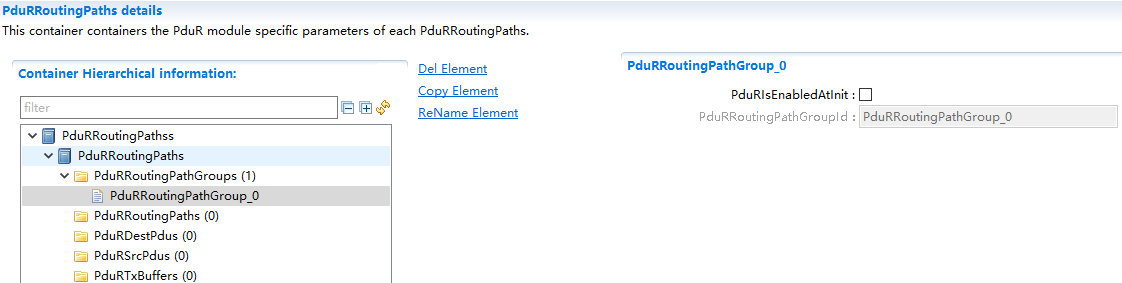 PduRRoutingPaths details
This container containers the PduR module specific parameters of each PduRRoutingPaths.
Container Hierarchical information:
filter
PduRRoutingPathss
PduRRoutingPaths
PduRRoutingPathGroups (1)
PduRRoutingPathGroup_0
PduRRoutingPaths (0)
PduRDestPdus (0)
PduRSrcPdus (0)
PduRTxBuffers (0)
Del Element
Copy Element
ReName Element
PduRRoutingPathGroup_0
PduRIsEnabledAtInit :
PduRRoutingPathGroupId : PduRRoutingPathGroup_0